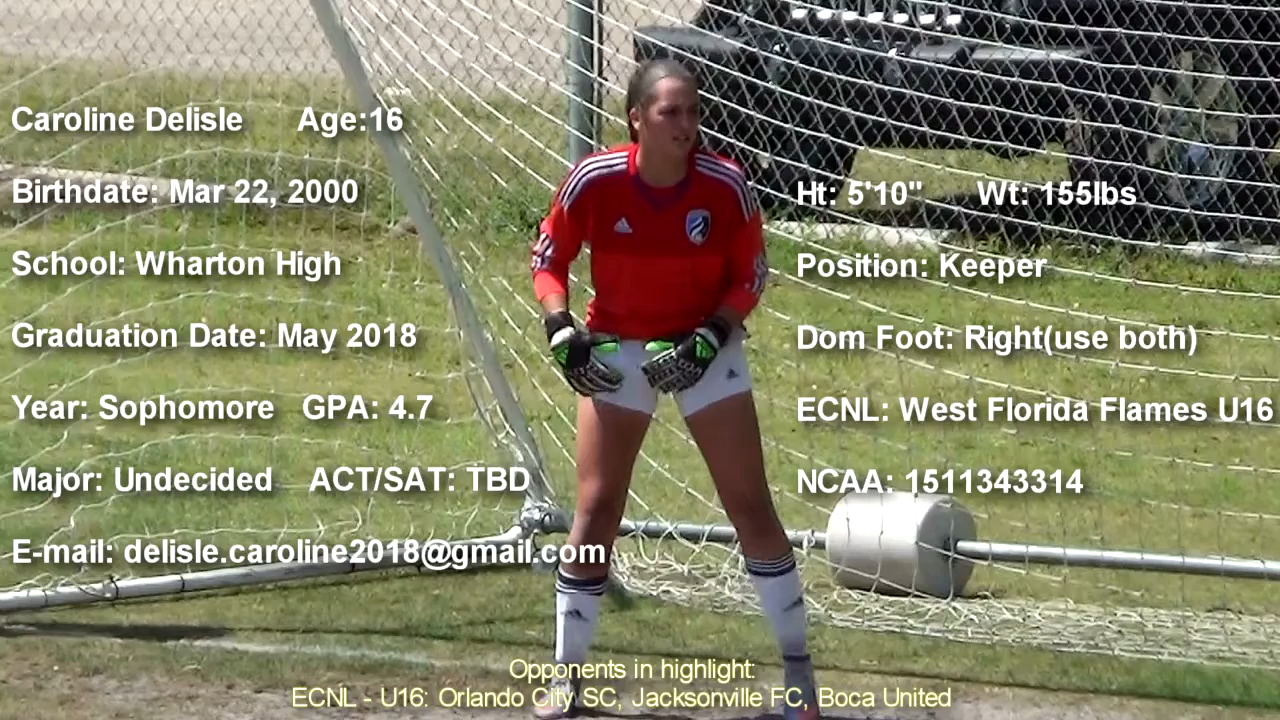 Caroline Delisle Age:16
Birthdate: Mar 22, 2000
School: Wharton High
Graduation Date: May 2018
Year: Sophomore GPA: 4.7
Major: Undecided ACT/SAT: TBD
E-mail: delisle.caroline2018@gmail.com
Ht: 5'10" Wt: 155lbs
Position: Keeper
Dom Foot: Right(use both)
ECNL: West Florida Flames U16
NCAA: 1511343314
Opponents in highlight:
ECNL - U16: Orlando City SC, Jacksonville FC, Boca United